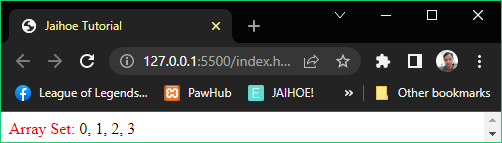 Jaihoe Tutorial
127.0.0.1:5500/index.h...
League of Legends... PawHub E JAIHOE! » Other bookmarks
Array Set: 0, 1, 2, 3